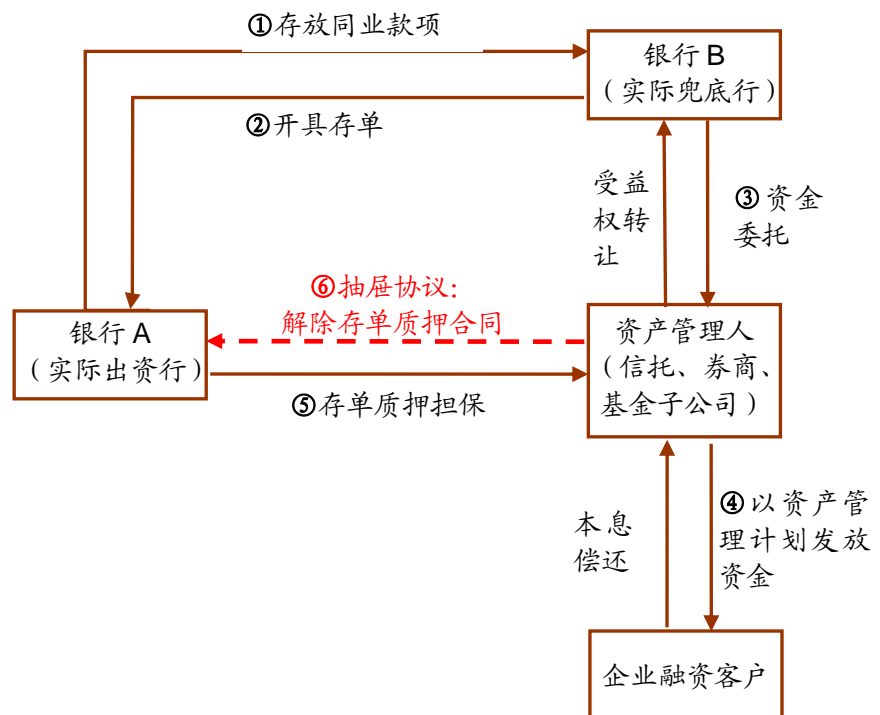 ①存放同业款项
银行 B
（实际兜底行）
②开具存单
受益
权转
让
③资金
委托
⑥抽屉协议：
解除存单质押合同
银行 A
（实际出资行）
资产管理人
（信托、券商、
基金子公司）
⑤存单质押担保
本息
偿还
④以资产管
理计划发放
资金
企业融资客户